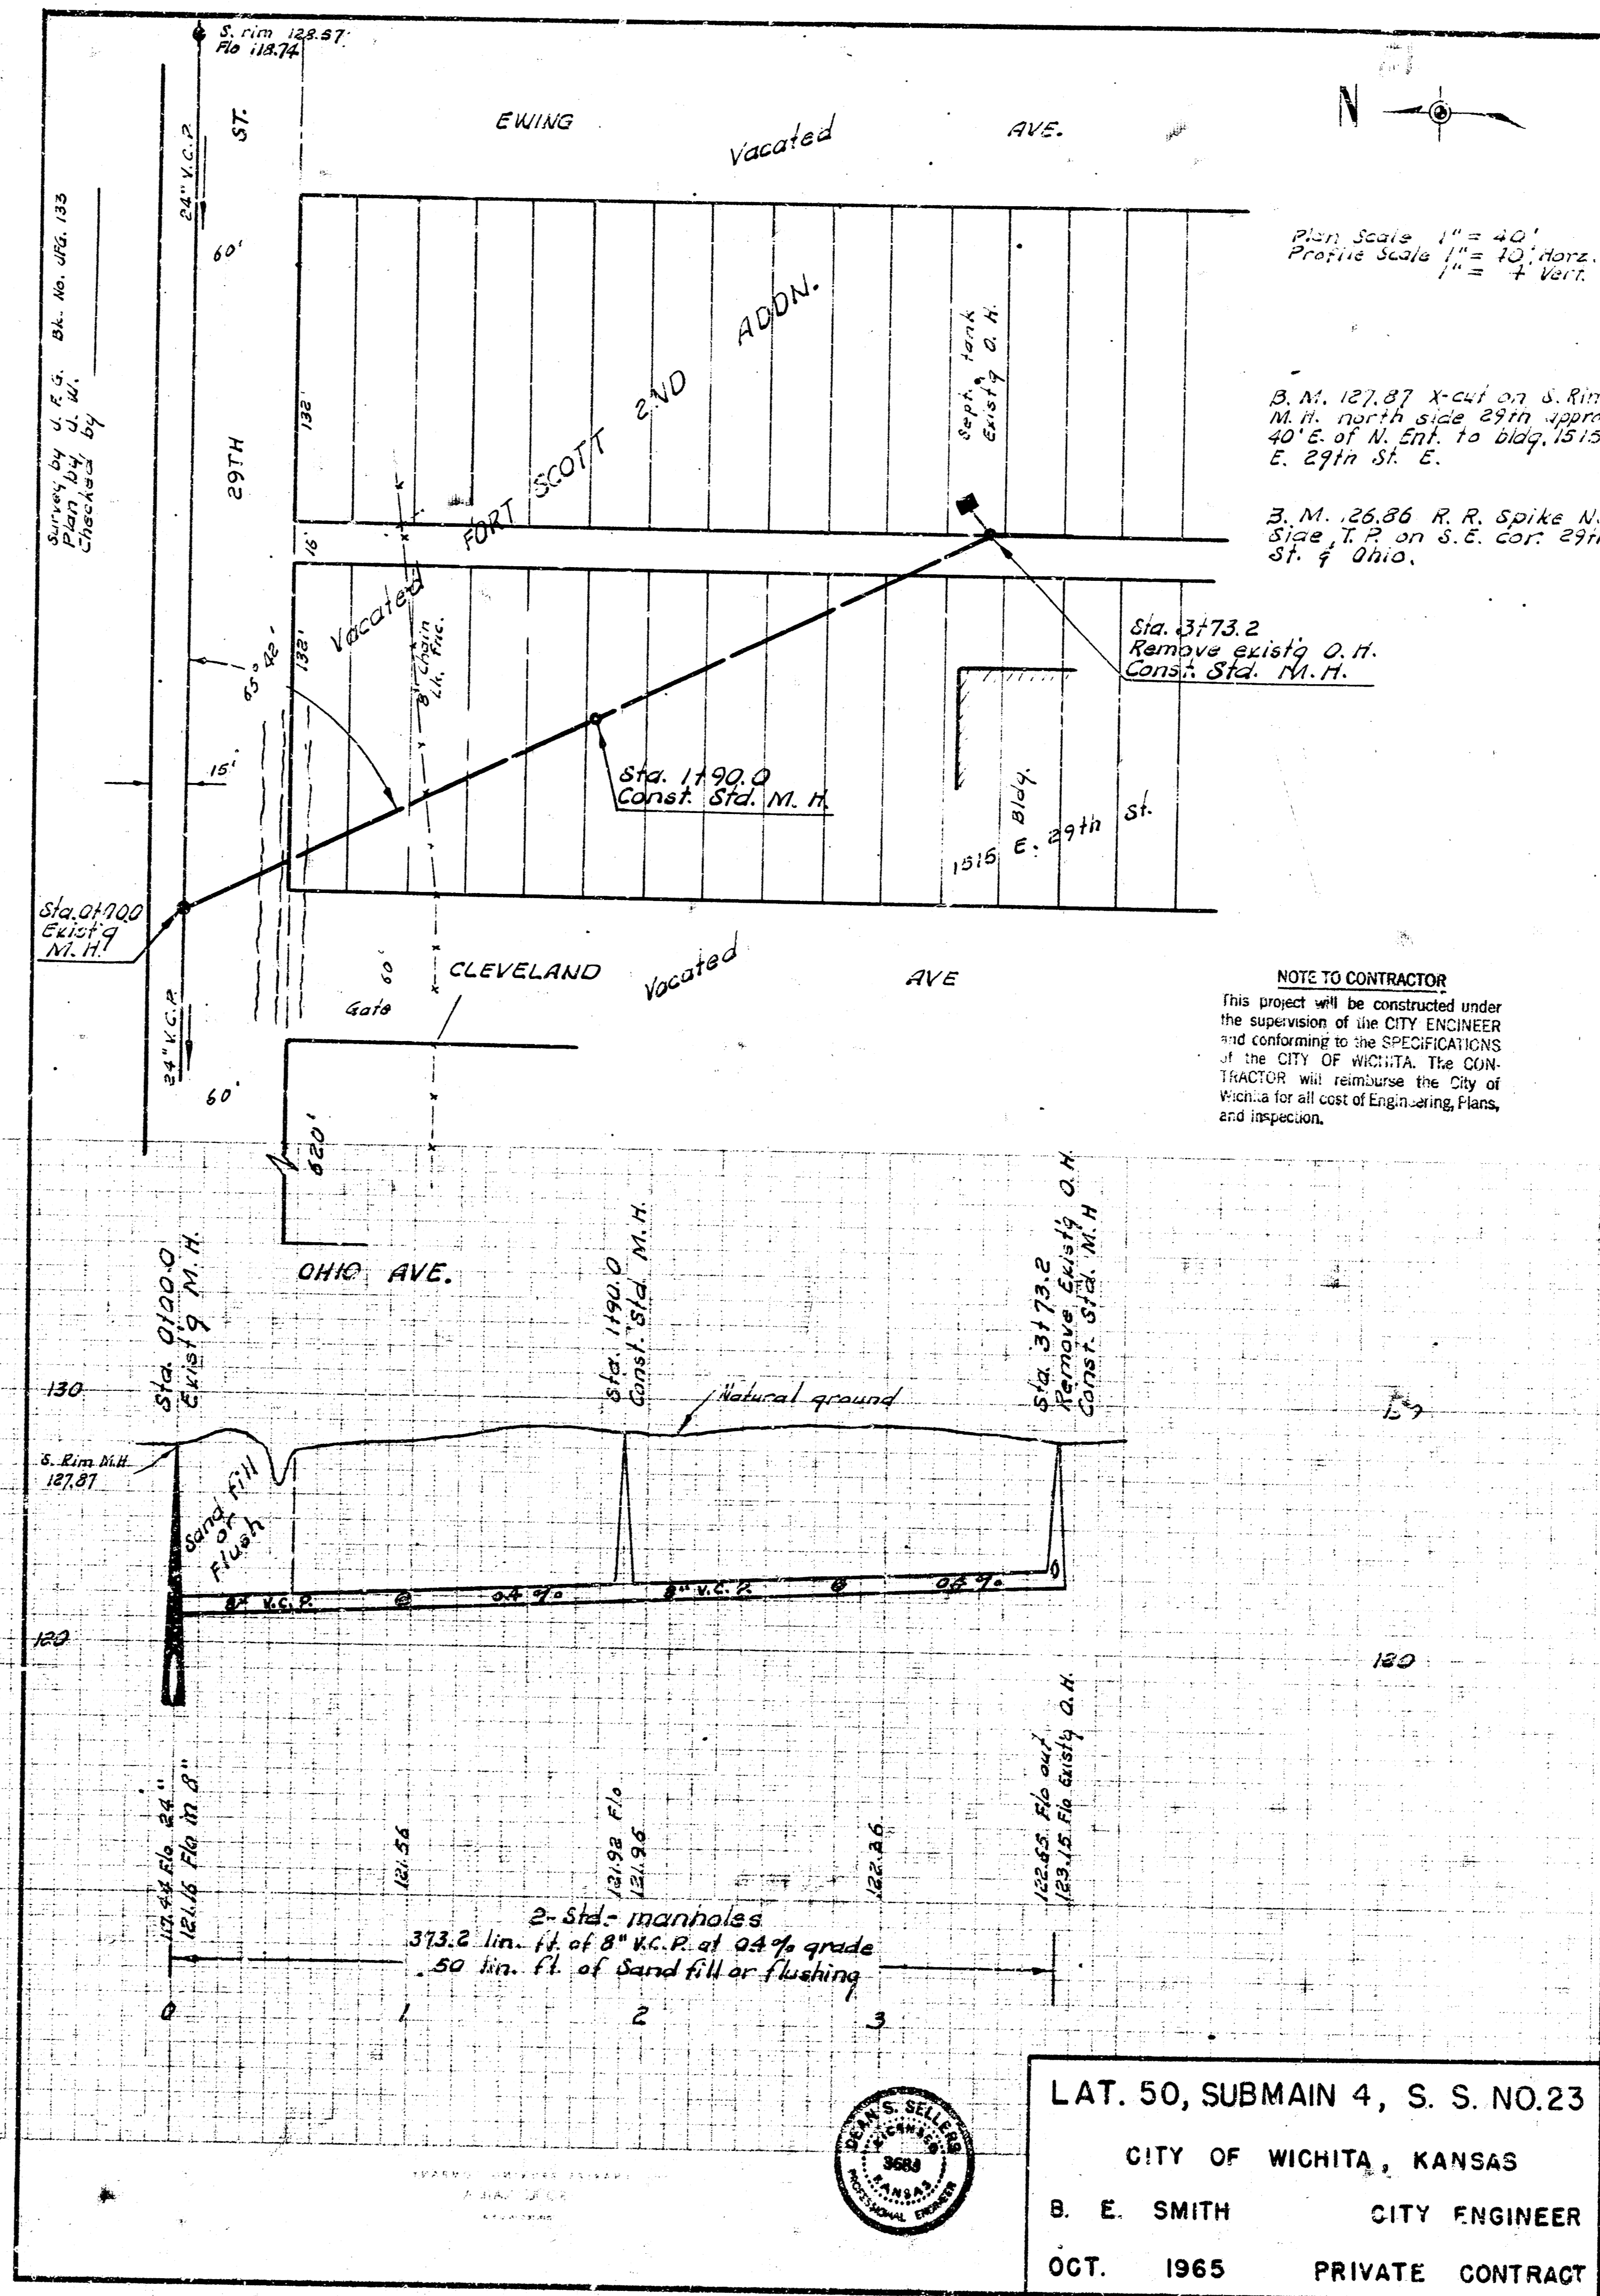 S. rim 128.57
Flo 118.74
24" V.C.P.
ST.
EWING
Vacated
AVE.
N
60'
Survey by J. F. G. Bk. No. JFG. 133
Plan by J. W.
Checked by
Plan Scale 1" = 40'
Profile Scale 1" = 40' Horz.
Vert.
132'
29TH
FORT SCOTT 2ND ADDN.
Sept. tank
Exist'g O. H.
B. M. 127.87 X-cut on S. Rim
M. H. north side 29th appro
40' E. of N. Ent. to bldg. 1515
E. 29th St. E.
B. M. 126.86 R. R. Spike N.
Side T. P. on S.E. cor. 29th
St. & Ohio.
16'
Vacated
132'
65° 42'
8' Chain
Lk. Fnc.
Sta. 3+73.2
Remove exist'g O. H.
Const. Std. M. H.
15'
Sta. 1+90.0
Const. Std. M. H.
Bldg.
1515 E. 29th St.
Sta. 0+00.0
Exist'g
M. H.
CLEVELAND
Vacated
AVE
60'
Gate
24" V.C.P.
60'
620'
NOTE TO CONTRACTOR
This project will be constructed under
the supervision of the CITY ENGINEER
and conforming to the SPECIFICATIONS
of the CITY OF WICHITA. The CON-
TRACTOR will reimburse the City of
Wichita for all cost of Engineering, Plans,
and inspection.
OHIO AVE.
Sta. 0+00.0
Exist'g M. H.
Sta. 1+90.0
Const. Std. M. H.
Sta. 3+73.2
Remove Exist'g O. H.
Const. Std. M. H
130
Natural ground
S. Rim M.H.
127.87
Sand fill
or
Flush
8" V.C.P. @ 0.4 %
8" V.C.P. @ 0.4 %
120
120
117.44 Flo 24"
121.16 Flo in 8"
121.56
121.92 Flo
121.95
122.36
122.65 Flo out
123.15 Flo Exist'g O.H.
2- Std.- manholes
373.2 lin. ft. of 8" V.C.P. at 0.4 % grade
50 lin. ft. of Sand fill or flushing
0 1 2 3
DEAN S. SELLERS
3683
KANSAS
PROFESSIONAL ENGINEER
LAT. 50, SUBMAIN 4, S. S. NO. 23
CITY OF WICHITA, KANSAS
B. E. SMITH CITY ENGINEER
OCT. 1965 PRIVATE CONTRACT